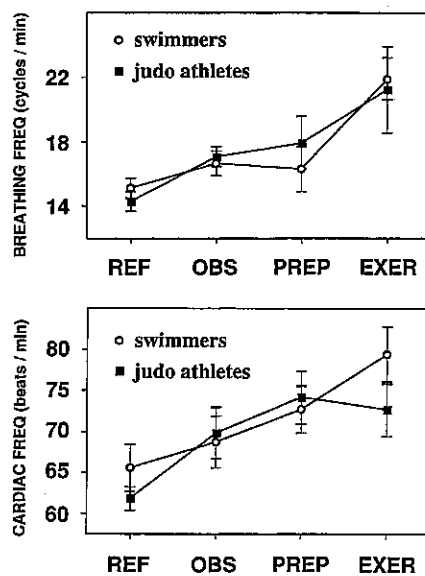 BREATHING FREQ (cycles / min)
swimmers
judo athletes
22
18
14
REF OBS PREP EXER
CARDIAC FREQ (beats / min)
swimmers
judo athletes
80
75
70
65
60
REF OBS PREP EXER